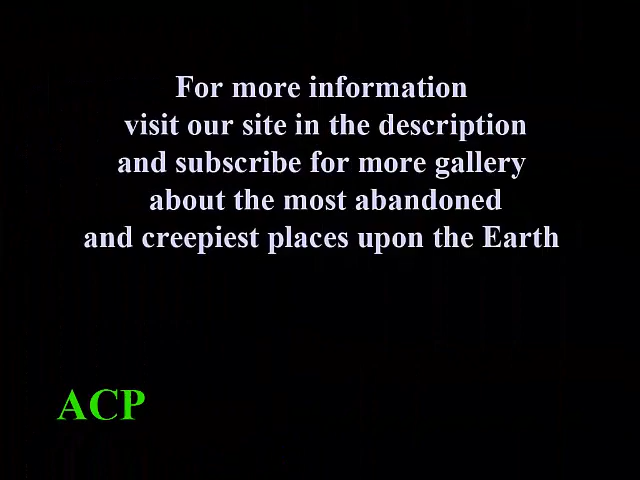 For more information
visit our site in the description
and subscribe for more gallery
about the most abandoned
and creepiest places upon the Earth
ACP